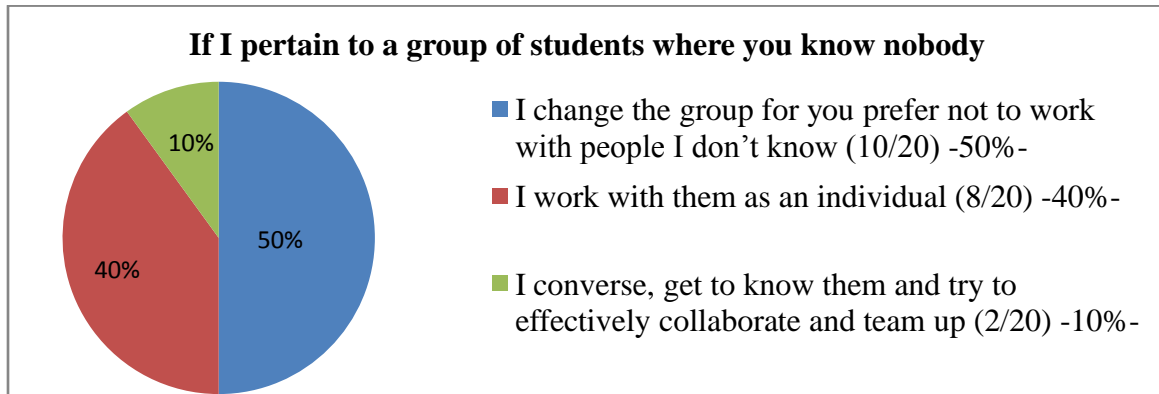 If I pertain to a group of students where you know nobody
10%
50%
40%
I change the group for you prefer not to work
with people I don’t know (10/20) -50%-
I work with them as an individual (8/20) -40%-
I converse, get to know them and try to
effectively collaborate and team up (2/20) -10%-